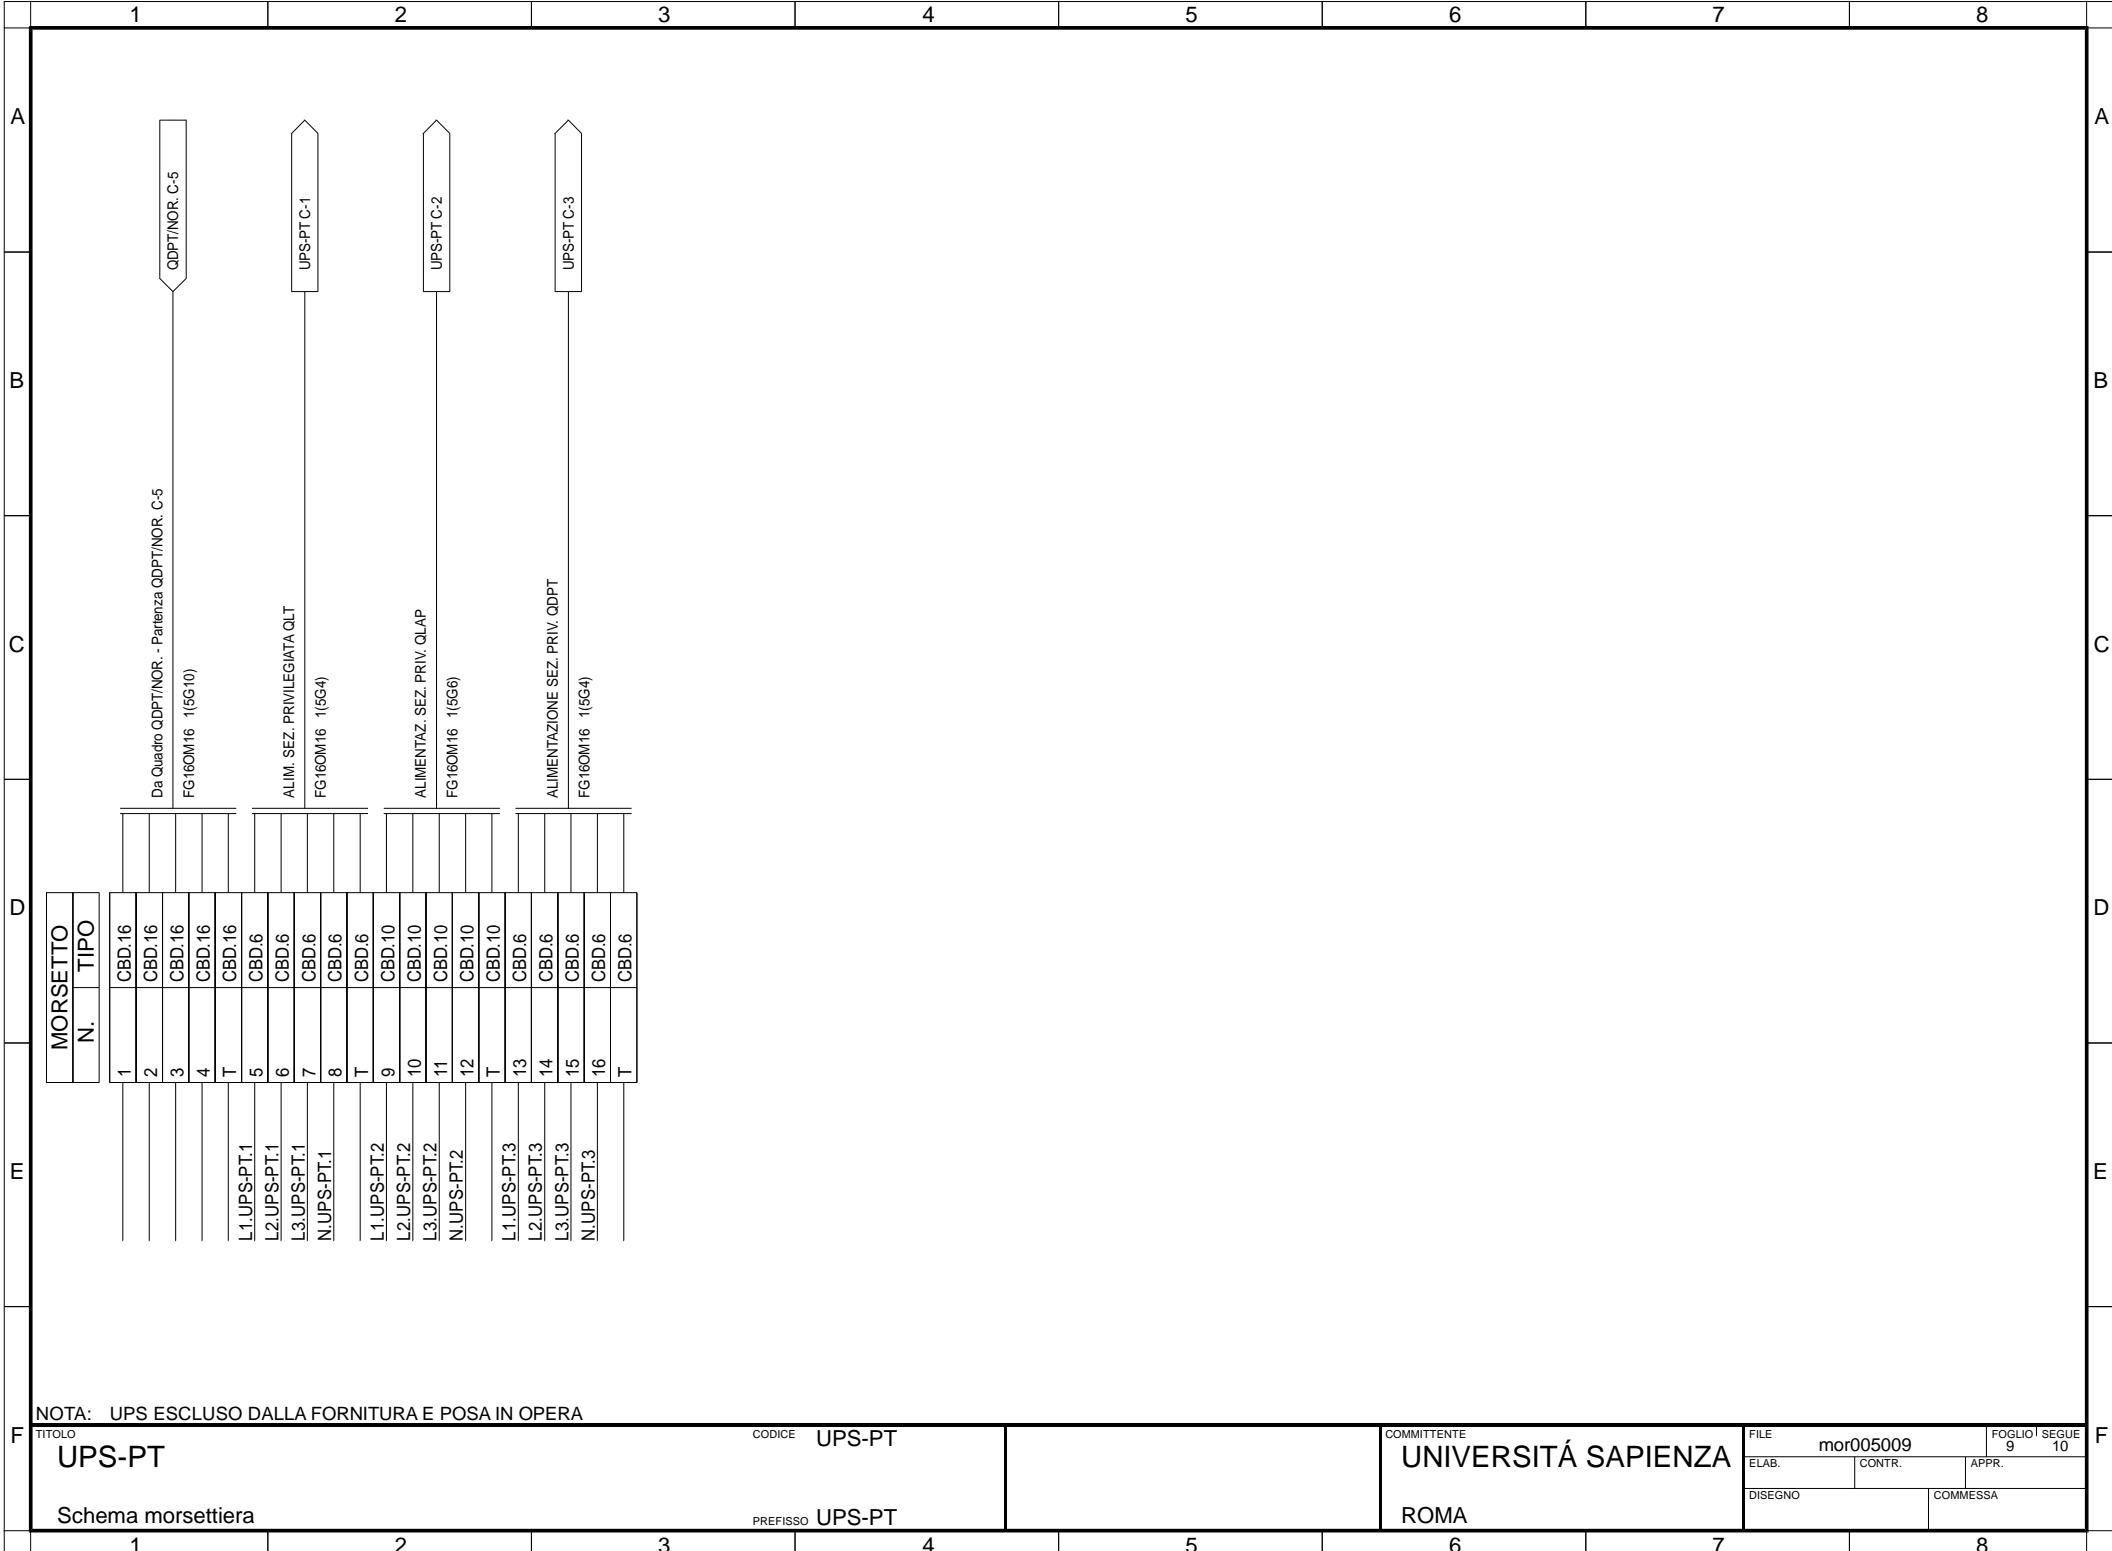 1 2 3 4 5 6 7 8
A A
B B
C C
D D
E E
F F
QDPT/NOR. C-5
UPS-PT C-1
UPS-PT C-2
UPS-PT C-3
Da Quadro QDPT/NOR. - Partenza QDPT/NOR. C-5
FG16OM16 1(5G10)
ALIM. SEZ. PRIVILEGIATA QLT
FG16OM16 1(5G4)
ALIMENTAZ. SEZ. PRIV. QLAP
FG16OM16 1(5G6)
ALIMENTAZIONE SEZ. PRIV. QDPT
FG16OM16 1(5G4)
MORSETTO
N. TIPO
1 CBD.16
2 CBD.16
3 CBD.16
4 CBD.16
T CBD.16
5 CBD.6
6 CBD.6
7 CBD.6
8 CBD.6
T CBD.6
9 CBD.10
10 CBD.10
11 CBD.10
12 CBD.10
T CBD.10
13 CBD.6
14 CBD.6
15 CBD.6
16 CBD.6
T CBD.6
L1.UPS-PT.1
L2.UPS-PT.1
L3.UPS-PT.1
N.UPS-PT.1
L1.UPS-PT.2
L2.UPS-PT.2
L3.UPS-PT.2
N.UPS-PT.2
L1.UPS-PT.3
L2.UPS-PT.3
L3.UPS-PT.3
N.UPS-PT.3
NOTA: UPS ESCLUSO DALLA FORNITURA E POSA IN OPERA
TITOLO
UPS-PT
Schema morsettiera
CODICE UPS-PT
PREFISSO UPS-PT
COMMITTENTE
UNIVERSITÁ SAPIENZA
ROMA
FILE
mor005009
FOGLIO SEGUE
9 10
ELAB. CONTR. APPR.
DISEGNO COMMESSA
1 2 3 4 5 6 7 8